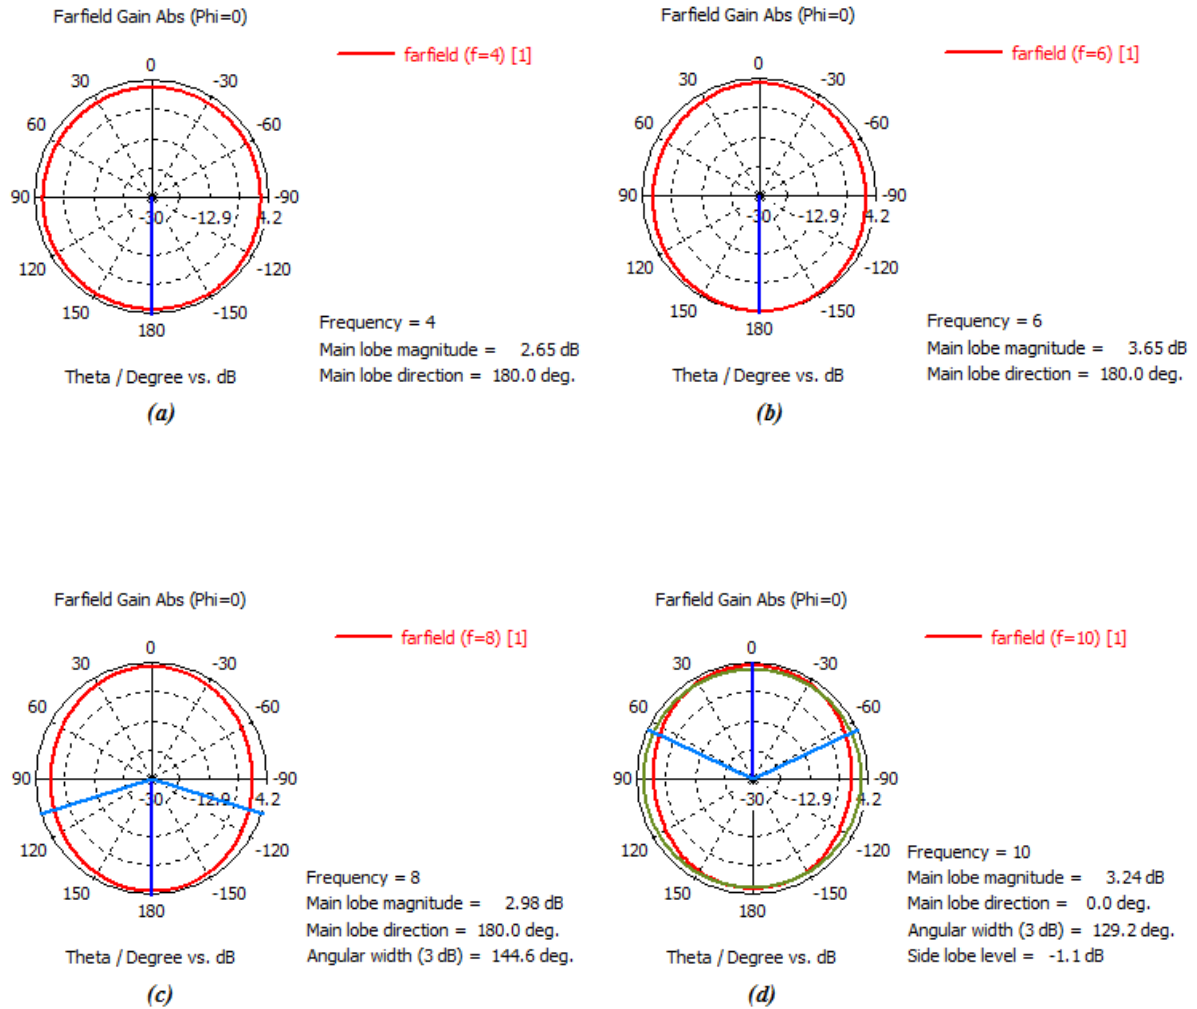 Farfield Gain Abs (Phi=0)
farfield (f=4) [1]
0
30 -30
60 -60
90 -90
-30 -12.9 4.2
120 -120
150 -150
180
Frequency = 4
Main lobe magnitude = 2.65 dB
Main lobe direction = 180.0 deg.
Theta / Degree vs. dB
(a)
Farfield Gain Abs (Phi=0)
farfield (f=6) [1]
0
30 -30
60 -60
90 -90
-30 -12.9 4.2
120 -120
150 -150
180
Frequency = 6
Main lobe magnitude = 3.65 dB
Main lobe direction = 180.0 deg.
Theta / Degree vs. dB
(b)
Farfield Gain Abs (Phi=0)
farfield (f=8) [1]
0
30 -30
60 -60
90 -90
-30 -12.9 4.2
120 -120
150 -150
180
Frequency = 8
Main lobe magnitude = 2.98 dB
Main lobe direction = 180.0 deg.
Angular width (3 dB) = 144.6 deg.
Theta / Degree vs. dB
(c)
Farfield Gain Abs (Phi=0)
farfield (f=10) [1]
0
30 -30
60 -60
90 -90
-30 -12.9 4.2
120 -120
150 -150
180
Frequency = 10
Main lobe magnitude = 3.24 dB
Main lobe direction = 0.0 deg.
Angular width (3 dB) = 129.2 deg.
Side lobe level = -1.1 dB
Theta / Degree vs. dB
(d)